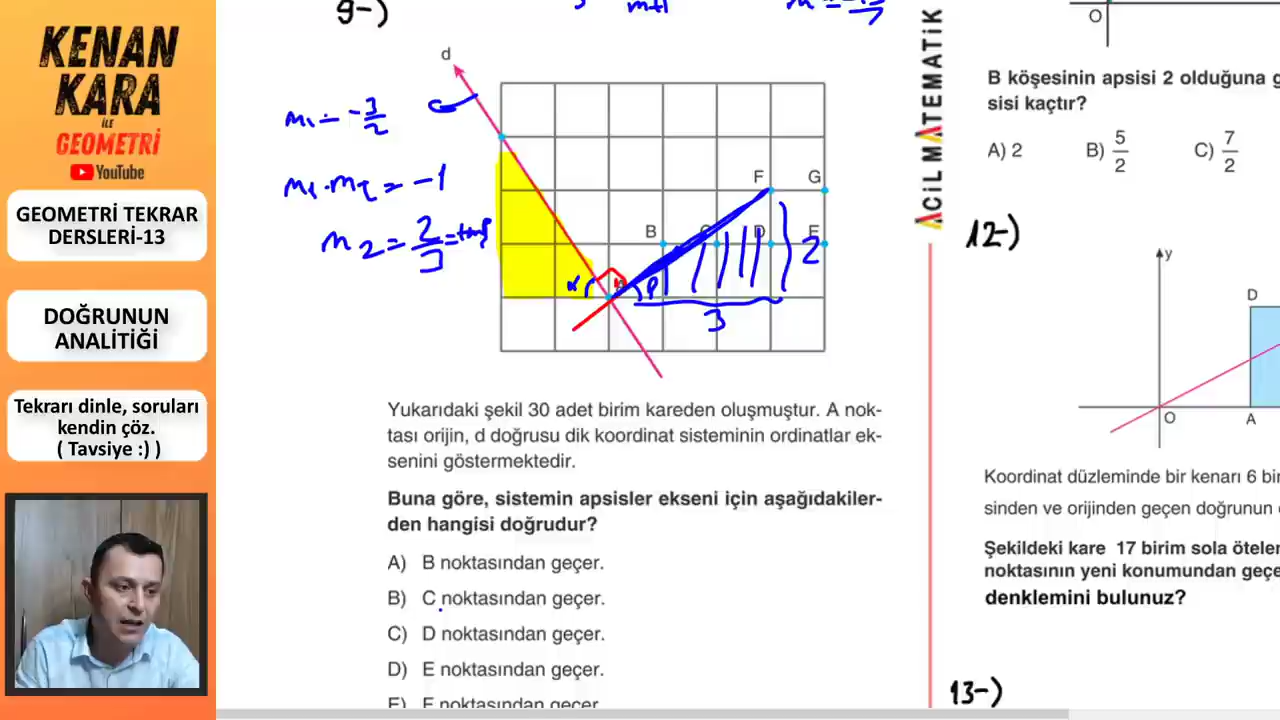 KENAN
KARA
İLE
GEOMETRİ
YouTube
GEOMETRİ TEKRAR
DERSLERİ-13
DOĞRUNUN
ANALİTİĞİ
Tekrarı dinle, soruları
kendin çöz.
( Tavsiye :) )
9-)
d
m₁ = -3/2
m₁ . m₂ = -1
m₂ = 2/3 = tanβ
F G
B C D E
α
β
2
3
Yukarıdaki şekil 30 adet birim kareden oluşmuştur. A nok-
tası orijin, d doğrusu dik koordinat sisteminin ordinatlar ek-
senini göstermektedir.
Buna göre, sistemin apsisler ekseni için aşağıdakiler-
den hangisi doğrudur?
A) B noktasından geçer.
B) C noktasından geçer.
C) D noktasından geçer.
D) E noktasından geçer.
E) F noktasından geçer.
ACİL MATEMATİK
O
B köşesinin apsisi 2 olduğuna g
sisi kaçtır?
A) 2 B) 5/2 C) 7/2
12-)
y
D
O
A
Koordinat düzleminde bir kenarı 6 bir
sinden ve orijinden geçen doğrunun
Şekildeki kare 17 birim sola öteler
noktasının yeni konumundan geçe
denklemini bulunuz?
13-)